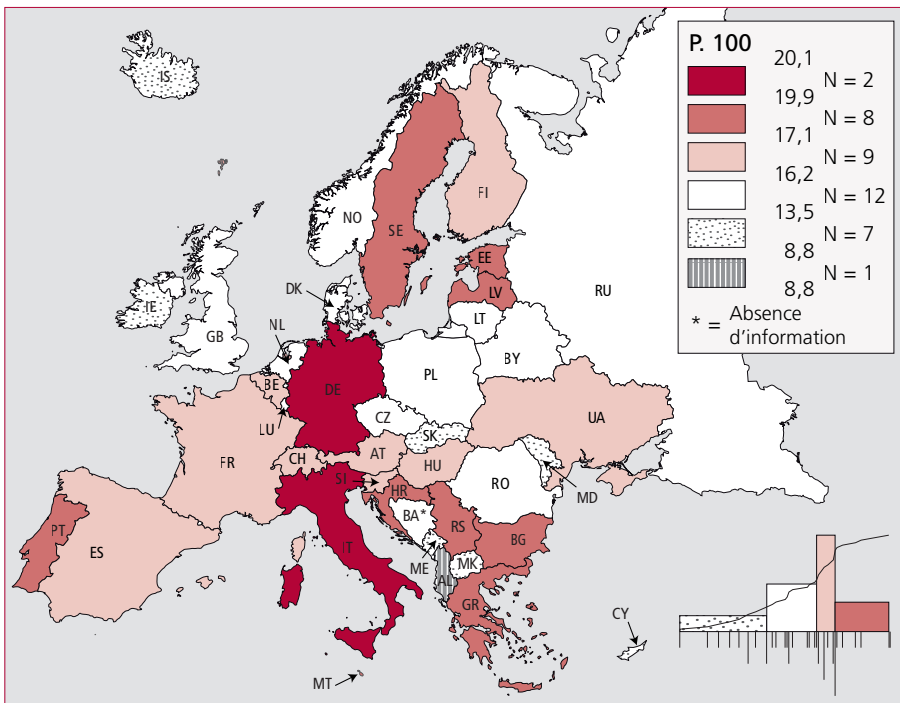 P. 100
20,1
N = 2
19,9
N = 8
17,1
N = 9
16,2
N = 12
13,5
N = 7
8,8
N = 1
8,8
* = Absence
d'information
IS
NO
SE
FI
EE
LV
LT
RU
DK
IE
GB
NL
BE
LU
DE
PL
BY
CZ
SK
UA
FR
CH
AT
HU
SI
HR
RO
MD
BA*
RS
BG
PT
ES
IT
ME
MK
AL
GR
CY
MT